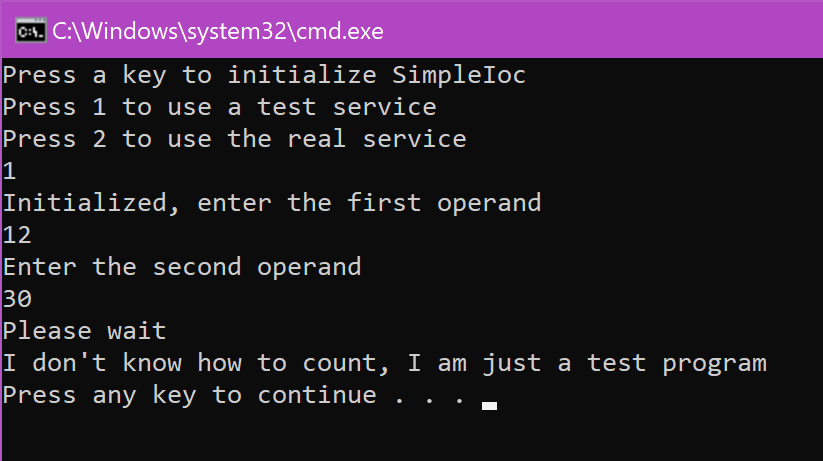 C:\Windows\system32\cmd.exe
Press a key to initialize SimpleIoc
Press 1 to use a test service
Press 2 to use the real service
1
Initialized, enter the first operand
12
Enter the second operand
30
Please wait
I don't know how to count, I am just a test program
Press any key to continue . . .